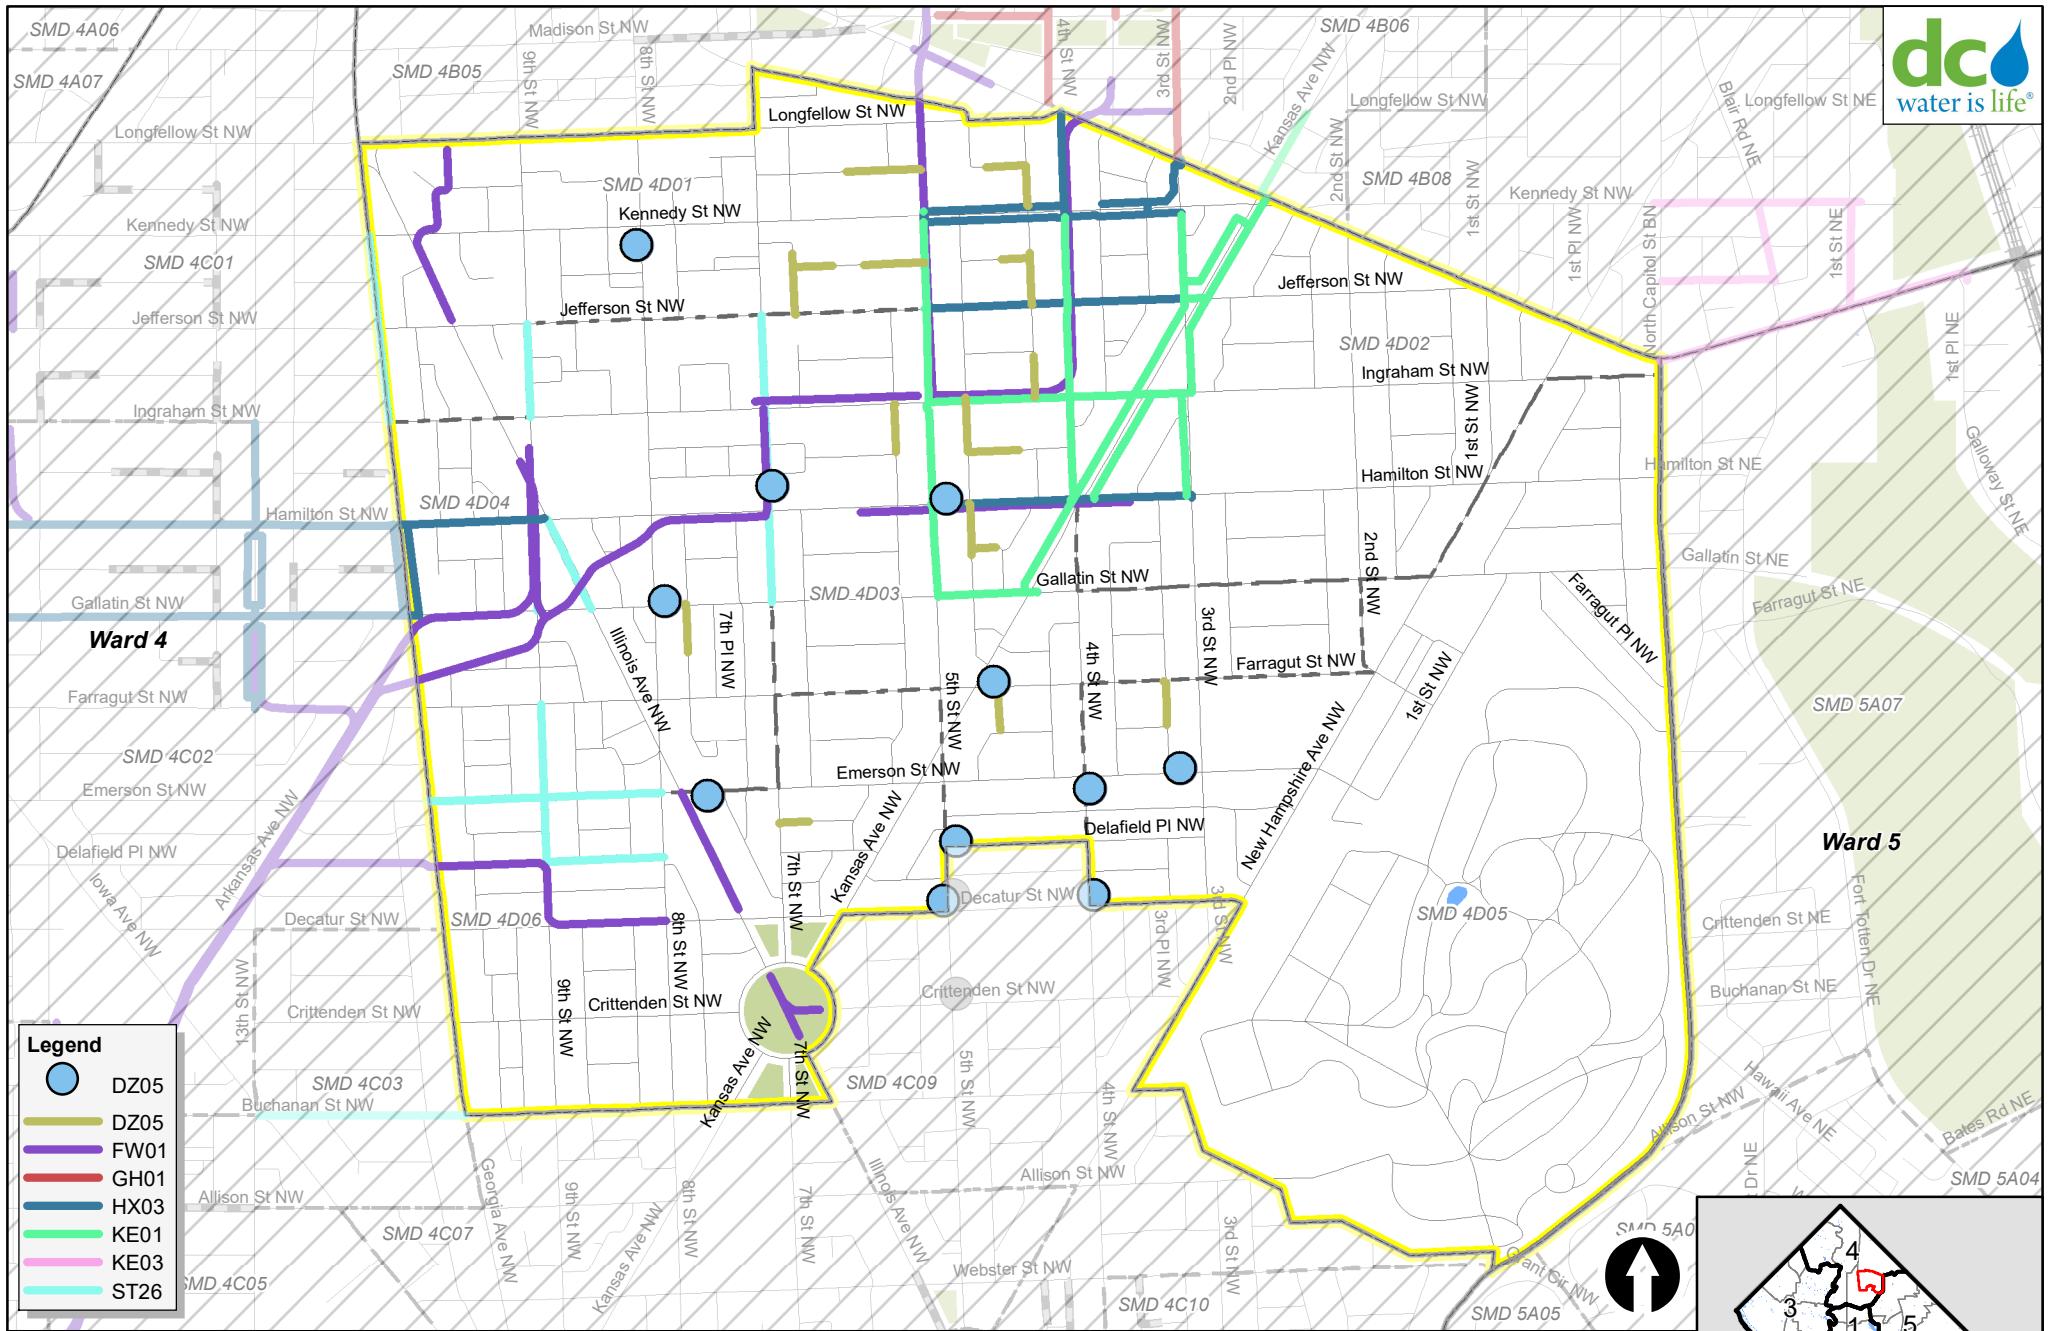 SMD 4A06
Madison St NW
SMD 4B06
SMD 4A07
SMD 4B05
9th St NW
8th St NW
4th St NW
3rd St NW
2nd Pl NW
Kansas Ave NW
dc
water is life®
Longfellow St NW
Longfellow St NW
Longfellow St NW
Longfellow St NE
Blair Rd NE
2nd St NW
SMD 4D01
SMD 4B08
1st St NW
Kennedy St NW
Kennedy St NW
Kennedy St NW
1st Pl NW
North Capitol St BN
1st St NE
SMD 4C01
Jefferson St NW
Jefferson St NW
Jefferson St NW
1st Pl NE
SMD 4D02
Ingraham St NW
Ingraham St NW
1st St NW
Galloway St NE
Hamilton St NW
SMD 4D04
Hamilton St NW
Hamilton St NE
Gallatin St NW
Gallatin St NW
Gallatin St NE
SMD 4D03
2nd St NW
Farragut Pl NW
Farragut St NE
Ward 4
Illinois Ave NW
7th Pl NW
3rd St NW
4th St NW
Farragut St NW
Farragut St NW
5th St NW
1st St NW
SMD 5A07
SMD 4C02
New Hampshire Ave NW
Emerson St NW
Emerson St NW
Kansas Ave NW
Delafield Pl NW
Delafield Pl NW
Ward 5
Arkansas Ave NW
Iowa Ave NW
7th St NW
Decatur St NW
Decatur St NW
SMD 4D06
8th St NW
3rd Pl NW
3rd St NW
SMD 4D05
Crittenden St NE
Fort Totten Dr NE
13th St NW
9th St NW
Crittenden St NW
Crittenden St NW
Crittenden St NW
Buchanan St NE
Kansas Ave NW
7th St NW
SMD 4C03
SMD 4C09
5th St NW
4th St NW
Buchanan St NW
Hawaii Ave NE
Allison St NW
Bates Rd NE
Legend
DZ05
DZ05
FW01
GH01
HX03
KE01
KE03
ST26
Allison St NW
Georgia Ave NW
9th St NW
Kansas Ave NW
8th St NW
7th St NW
Illinois Ave NW
Allison St NW
3rd St NW
t Dr NE
SMD 5A04
SMD 4C07
SMD 5A0
SMD 4C05
Webster St NW
Grant Cir NW
SMD 4C10
SMD 5A05
4
3
1
5